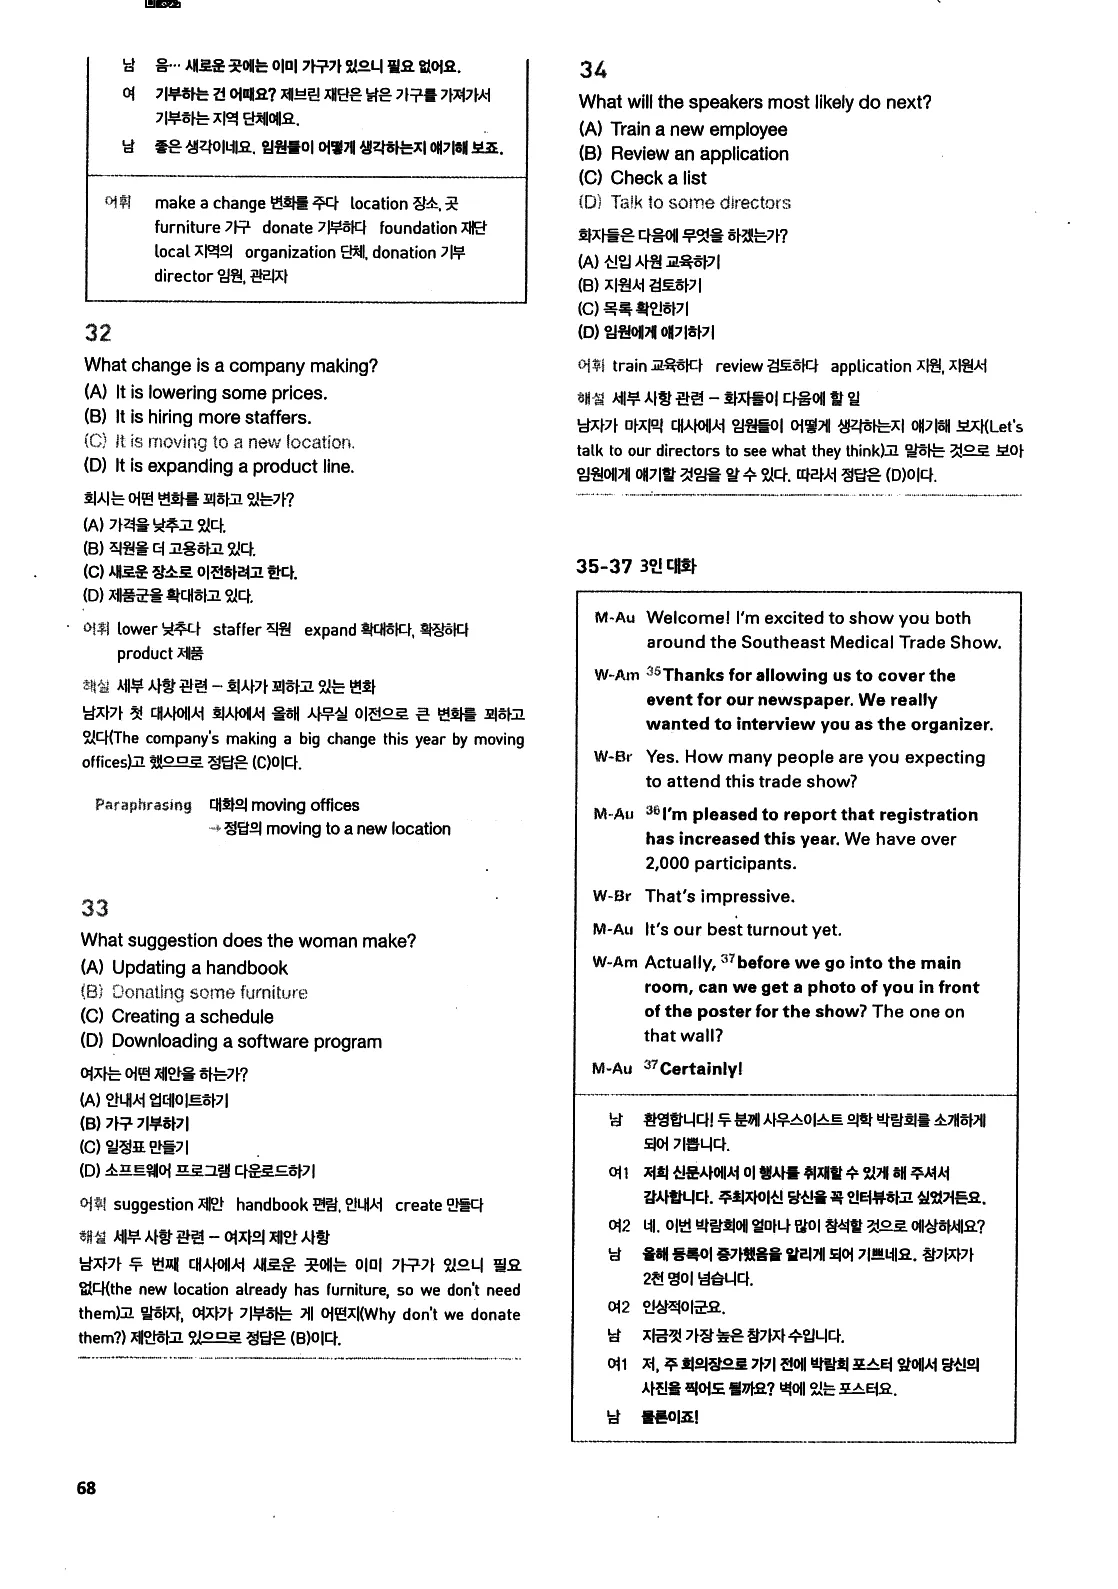 남 음… 새로운 곳에는 이미 가구가 있으니 필요 없어요.
여 기부하는 건 어때요? 제브린 재단은 낡은 가구를 가져가서
기부하는 지역 단체예요.
남 좋은 생각이네요. 임원들이 어떻게 생각하는지 얘기해 보죠.
어휘 make a change 변화를 주다 location 장소, 곳
furniture 가구 donate 기부하다 foundation 재단
local 지역의 organization 단체, donation 기부
director 임원, 관리자
32
What change is a company making?
(A) It is lowering some prices.
(B) It is hiring more staffers.
(C) It is moving to a new location.
(D) It is expanding a product line.
회사는 어떤 변화를 꾀하고 있는가?
(A) 가격을 낮추고 있다.
(B) 직원을 더 고용하고 있다.
(C) 새로운 장소로 이전하려고 한다.
(D) 제품군을 확대하고 있다.
어휘 lower 낮추다 staffer 직원 expand 확대하다, 확장하다
product 제품
해설 세부 사항 관련 – 회사가 꾀하고 있는 변화
남자가 첫 대사에서 회사에서 올해 사무실 이전으로 큰 변화를 꾀하고
있다(The company's making a big change this year by moving
offices)고 했으므로 정답은 (C)이다.
Paraphrasing 대화의 moving offices
→ 정답의 moving to a new location
33
What suggestion does the woman make?
(A) Updating a handbook
(B) Donating some furniture
(C) Creating a schedule
(D) Downloading a software program
여자는 어떤 제안을 하는가?
(A) 안내서 업데이트하기
(B) 가구 기부하기
(C) 일정표 만들기
(D) 소프트웨어 프로그램 다운로드하기
어휘 suggestion 제안 handbook 편람, 안내서 create 만들다
해설 세부 사항 관련 – 여자의 제안 사항
남자가 두 번째 대사에서 새로운 곳에는 이미 가구가 있으니 필요
없다(the new location already has furniture, so we don't need
them)고 말하자, 여자가 기부하는 게 어떤지(Why don't we donate
them?) 제안하고 있으므로 정답은 (B)이다.
68
34
What will the speakers most likely do next?
(A) Train a new employee
(B) Review an application
(C) Check a list
(D) Talk to some directors
화자들은 다음에 무엇을 하겠는가?
(A) 신입 사원 교육하기
(B) 지원서 검토하기
(C) 목록 확인하기
(D) 임원에게 얘기하기
어휘 train 교육하다 review 검토하다 application 지원, 지원서
해설 세부 사항 관련 – 화자들이 다음에 할 일
남자가 마지막 대사에서 임원들이 어떻게 생각하는지 얘기해 보자(Let's
talk to our directors to see what they think)고 말하는 것으로 보아
임원에게 얘기할 것임을 알 수 있다. 따라서 정답은 (D)이다.
35-37 3인 대화
M-Au Welcome! I'm excited to show you both
around the Southeast Medical Trade Show.
W-Am 35Thanks for allowing us to cover the
event for our newspaper. We really
wanted to interview you as the organizer.
W-Br Yes. How many people are you expecting
to attend this trade show?
M-Au 36I'm pleased to report that registration
has increased this year. We have over
2,000 participants.
W-Br That's impressive.
M-Au It's our best turnout yet.
W-Am Actually, 37before we go into the main
room, can we get a photo of you in front
of the poster for the show? The one on
that wall?
M-Au 37Certainly!
남 환영합니다! 두 분께 사우스이스트 의학 박람회를 소개하게
되어 기쁩니다.
여1 저희 신문사에서 이 행사를 취재할 수 있게 해 주셔서
감사합니다. 주최자이신 당신을 꼭 인터뷰하고 싶었거든요.
여2 네. 이번 박람회에 얼마나 많이 참석할 것으로 예상하세요?
남 올해 등록이 증가했음을 알리게 되어 기쁘네요. 참가자가
2천 명이 넘습니다.
여2 인상적이군요.
남 지금껏 가장 높은 참가자 수입니다.
여1 저, 주 회의장으로 가기 전에 박람회 포스터 앞에서 당신의
사진을 찍어도 될까요? 벽에 있는 포스터요.
남 물론이죠!